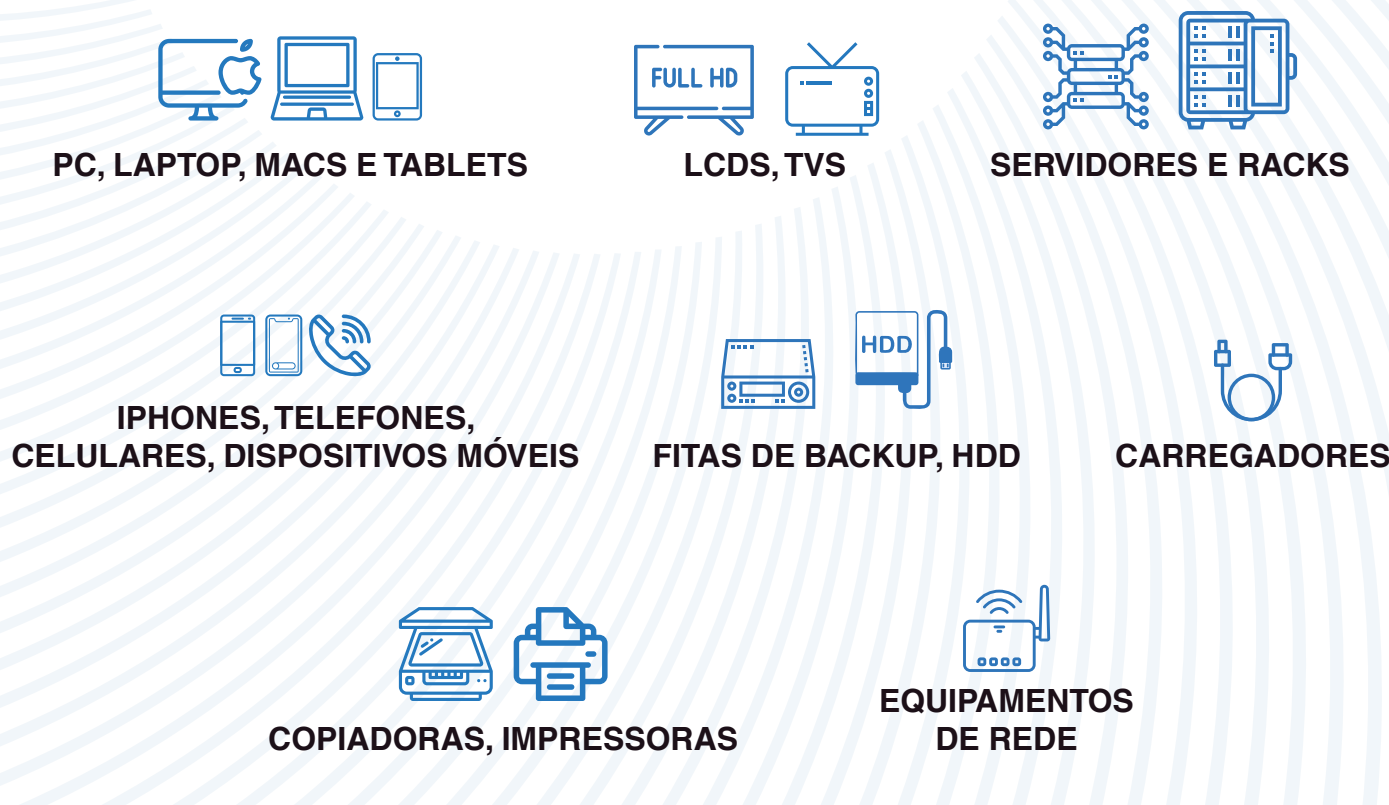 FULL HD
PC, LAPTOP, MACS E TABLETS
LCDS, TVS
SERVIDORES E RACKS
HDD
IPHONES, TELEFONES,
CELULARES, DISPOSITIVOS MÓVEIS
FITAS DE BACKUP, HDD
CARREGADORES
COPIADORAS, IMPRESSORAS
EQUIPAMENTOS
DE REDE